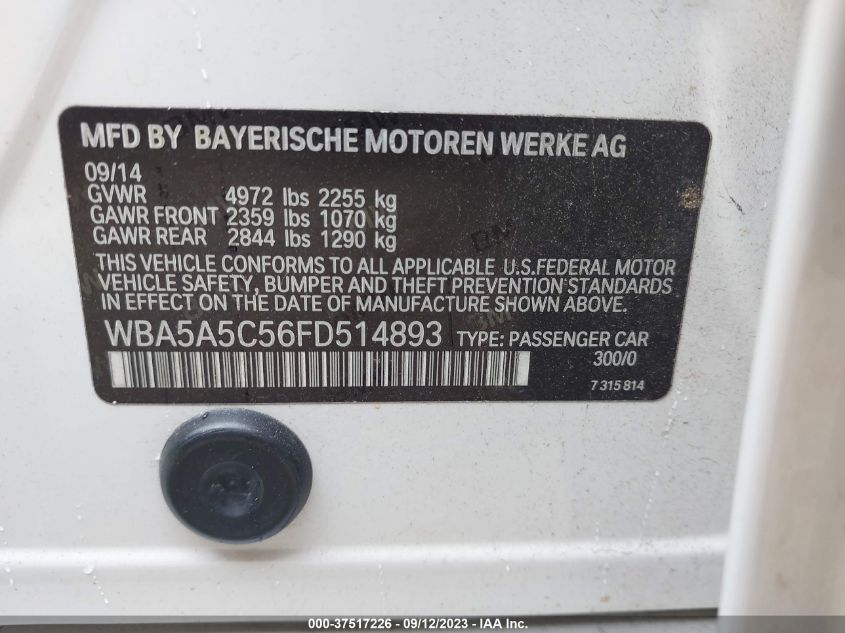 MFD BY BAYERISCHE MOTOREN WERKE AG
09/14
GVWR 4972 lbs 2255 kg
GAWR FRONT 2359 lbs 1070 kg
GAWR REAR 2844 lbs 1290 kg
THIS VEHICLE CONFORMS TO ALL APPLICABLE U.S.FEDERAL MOTOR
VEHICLE SAFETY, BUMPER AND THEFT PREVENTION STANDARDS
IN EFFECT ON THE DATE OF MANUFACTURE SHOWN ABOVE.
WBA5A5C56FD514893 TYPE: PASSENGER CAR
300/0
7 315 814
000-37517226 - 09/12/2023 - IAA Inc.